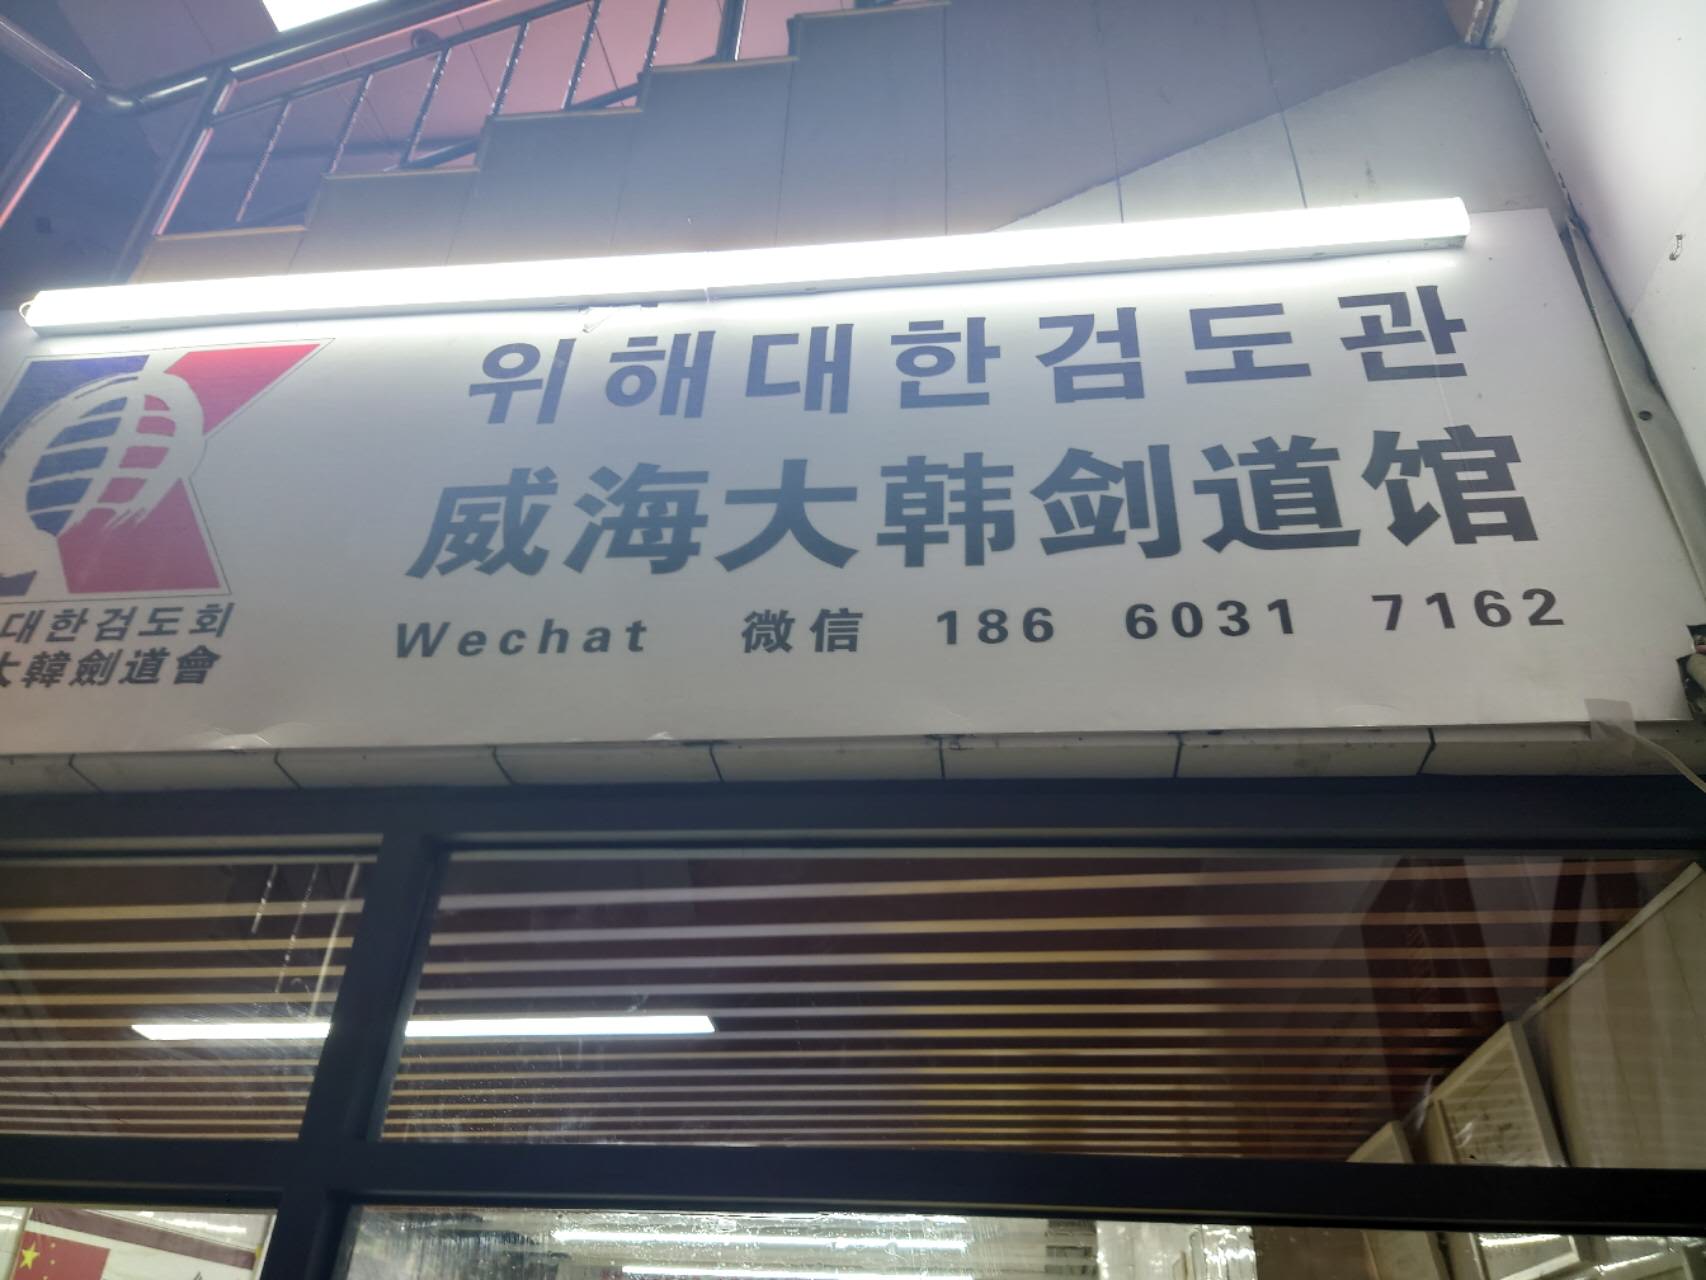 위해대한검도관
威海大韩剑道馆
Wechat 微信 186 6031 7162
대한검도회
大韓劍道會